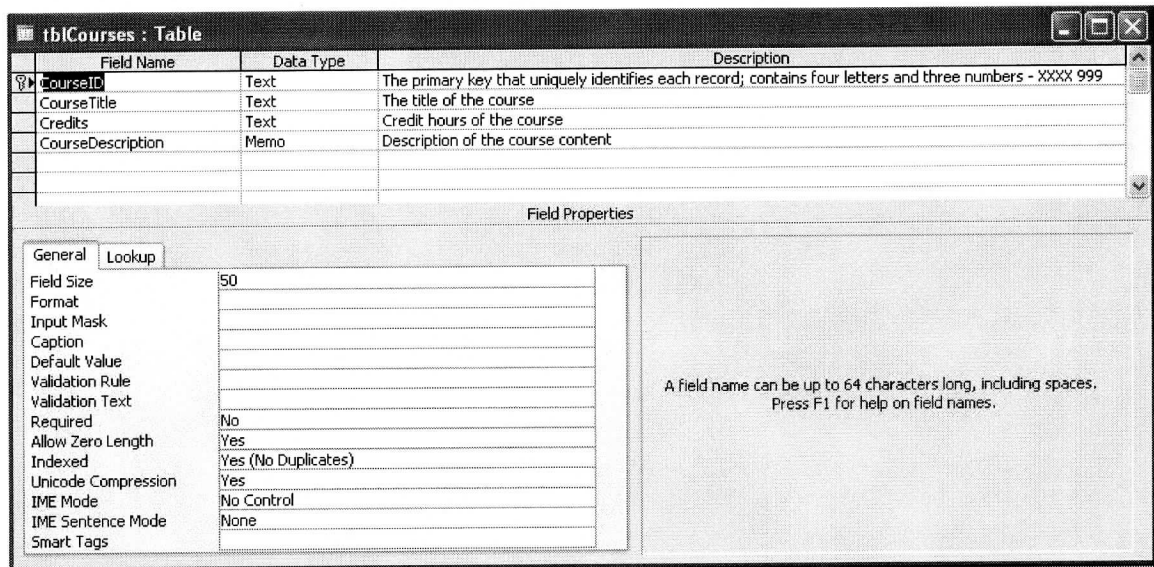 tblCourses : Table
Field Name Data Type Description
CourseID Text The primary key that uniquely identifies each record; contains four letters and three numbers - XXXX 999
CourseTitle Text The title of the course
Credits Text Credit hours of the course
CourseDescription Memo Description of the course content
Field Properties
General Lookup
Field Size 50
Format
Input Mask
Caption
Default Value
Validation Rule
Validation Text
Required No
Allow Zero Length Yes
Indexed Yes (No Duplicates)
Unicode Compression Yes
IME Mode No Control
IME Sentence Mode None
Smart Tags
A field name can be up to 64 characters long, including spaces.
Press F1 for help on field names.